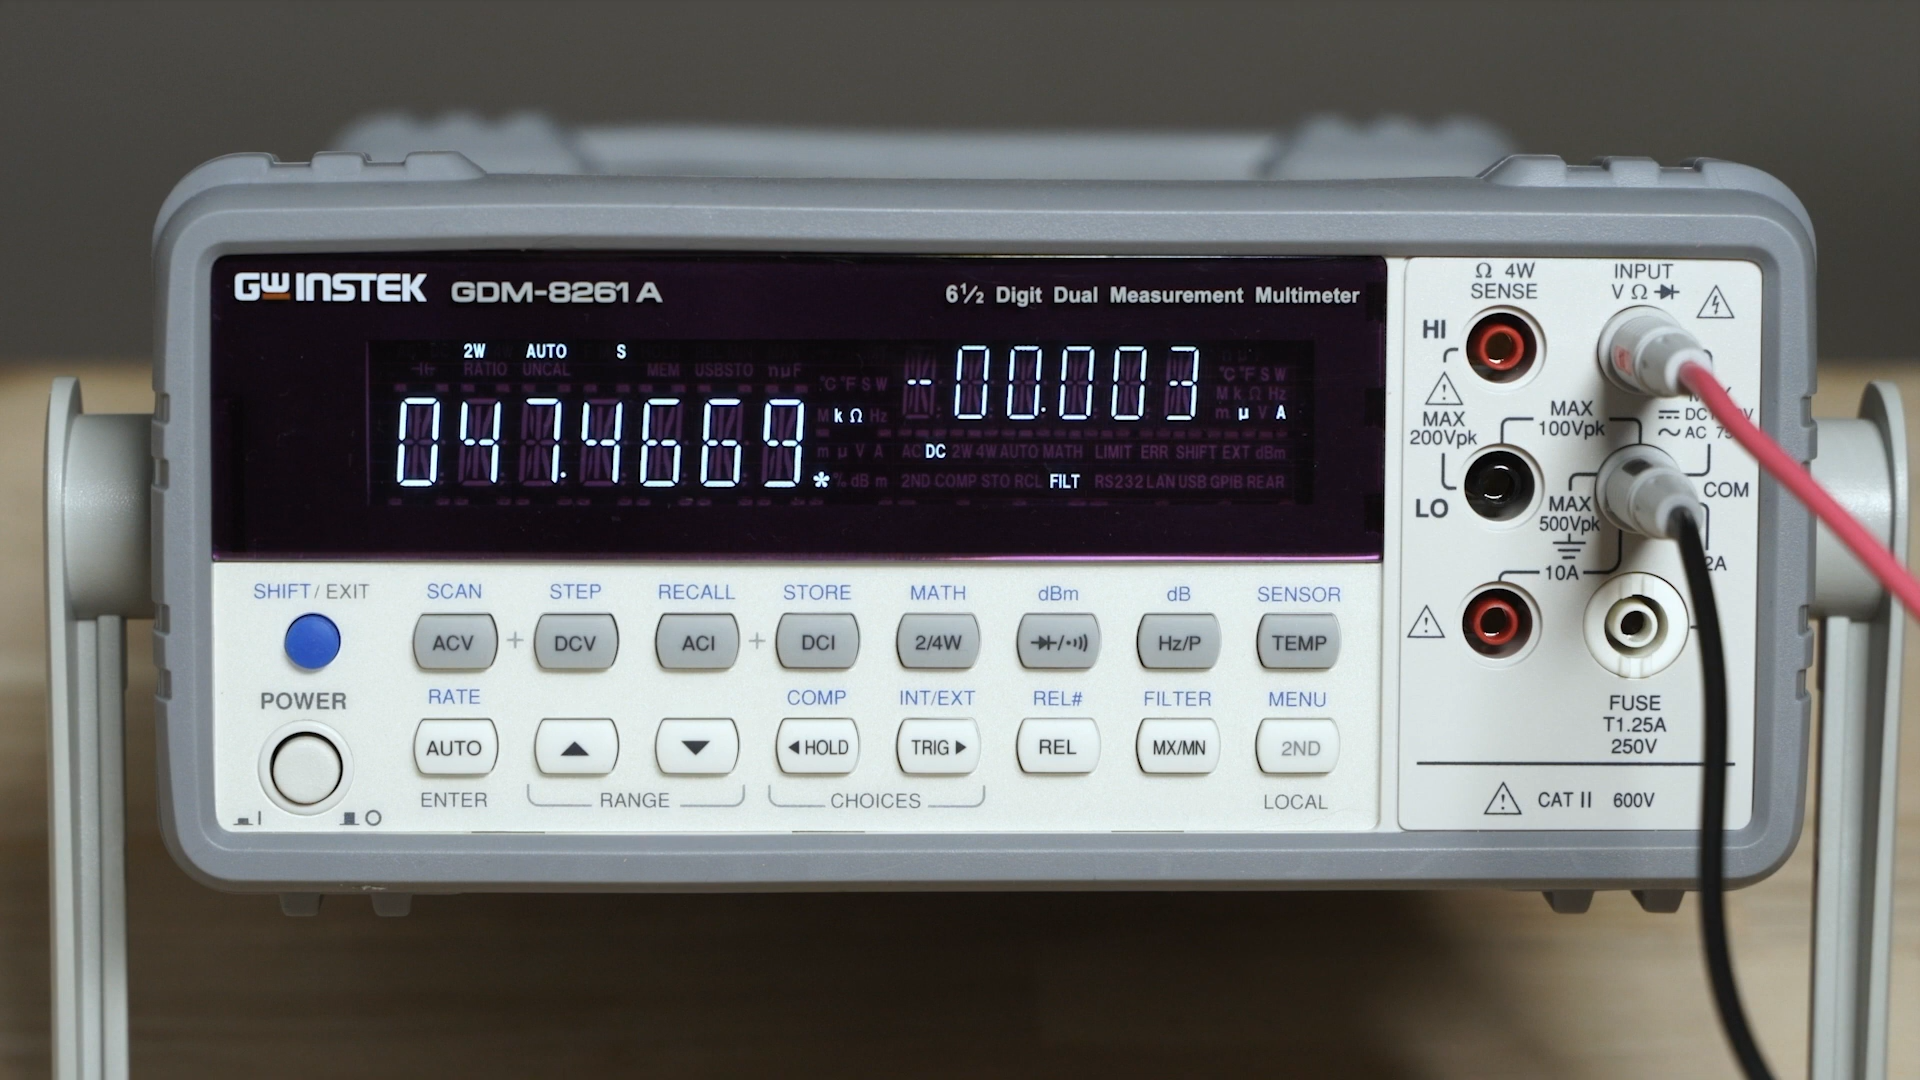 GWINSTEK GDM-8261A
6½ Digit Dual Measurement Multimeter
2W AUTO S
RATIO UNCAL MEM USBSTO nµF
°C°F S W
M k Ω Hz
047.4669*
m µ V A
% dB m
-00.003
°C°F S W
M k Ω Hz
m µ V A
AC DC 2W 4W AUTO MATH LIMIT ERR SHIFT EXT dBm
2ND COMP STO RCL FILT RS232 LAN USB GPIB REAR
SHIFT / EXIT SCAN STEP RECALL STORE MATH dBm dB SENSOR
ACV + DCV ACI + DCI 2/4W Hz/P TEMP
POWER RATE COMP INT/EXT REL# FILTER MENU
AUTO ▲ ▼ ◀HOLD TRIG▶ REL MX/MN 2ND
ENTER RANGE CHOICES LOCAL
I O
Ω 4W
SENSE
INPUT
V Ω
HI
MAX
200Vpk
MAX
100Vpk
DC
AC
LO
MAX
500Vpk
COM
10A
2A
FUSE
T1.25A
250V
CAT II 600V